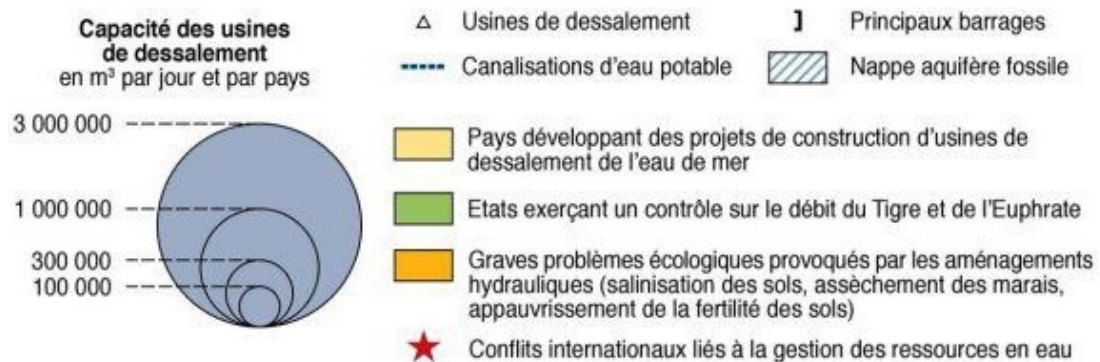 Capacité des usines
de dessalement
en m³ par jour et par pays
3 000 000
1 000 000
300 000
100 000
Usines de dessalement
Principaux barrages
Canalisations d'eau potable
Nappe aquifère fossile
Pays développant des projets de construction d'usines de
dessalement de l'eau de mer
Etats exerçant un contrôle sur le débit du Tigre et de l'Euphrate
Graves problèmes écologiques provoqués par les aménagements
hydrauliques (salinisation des sols, assèchement des marais,
appauvrissement de la fertilité des sols)
Conflits internationaux liés à la gestion des ressources en eau